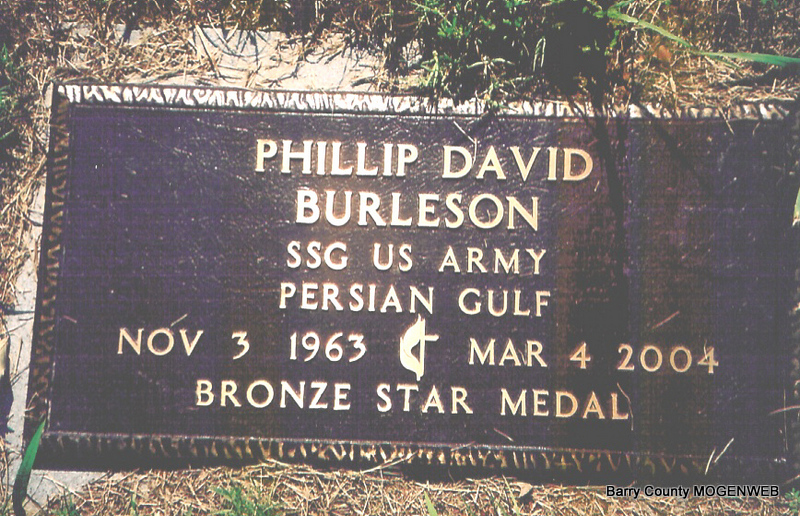 PHILLIP DAVID
BURLESON
SSG US ARMY
PERSIAN GULF
NOV 3 1963 MAR 4 2004
BRONZE STAR MEDAL
Barry County MOGENWEB